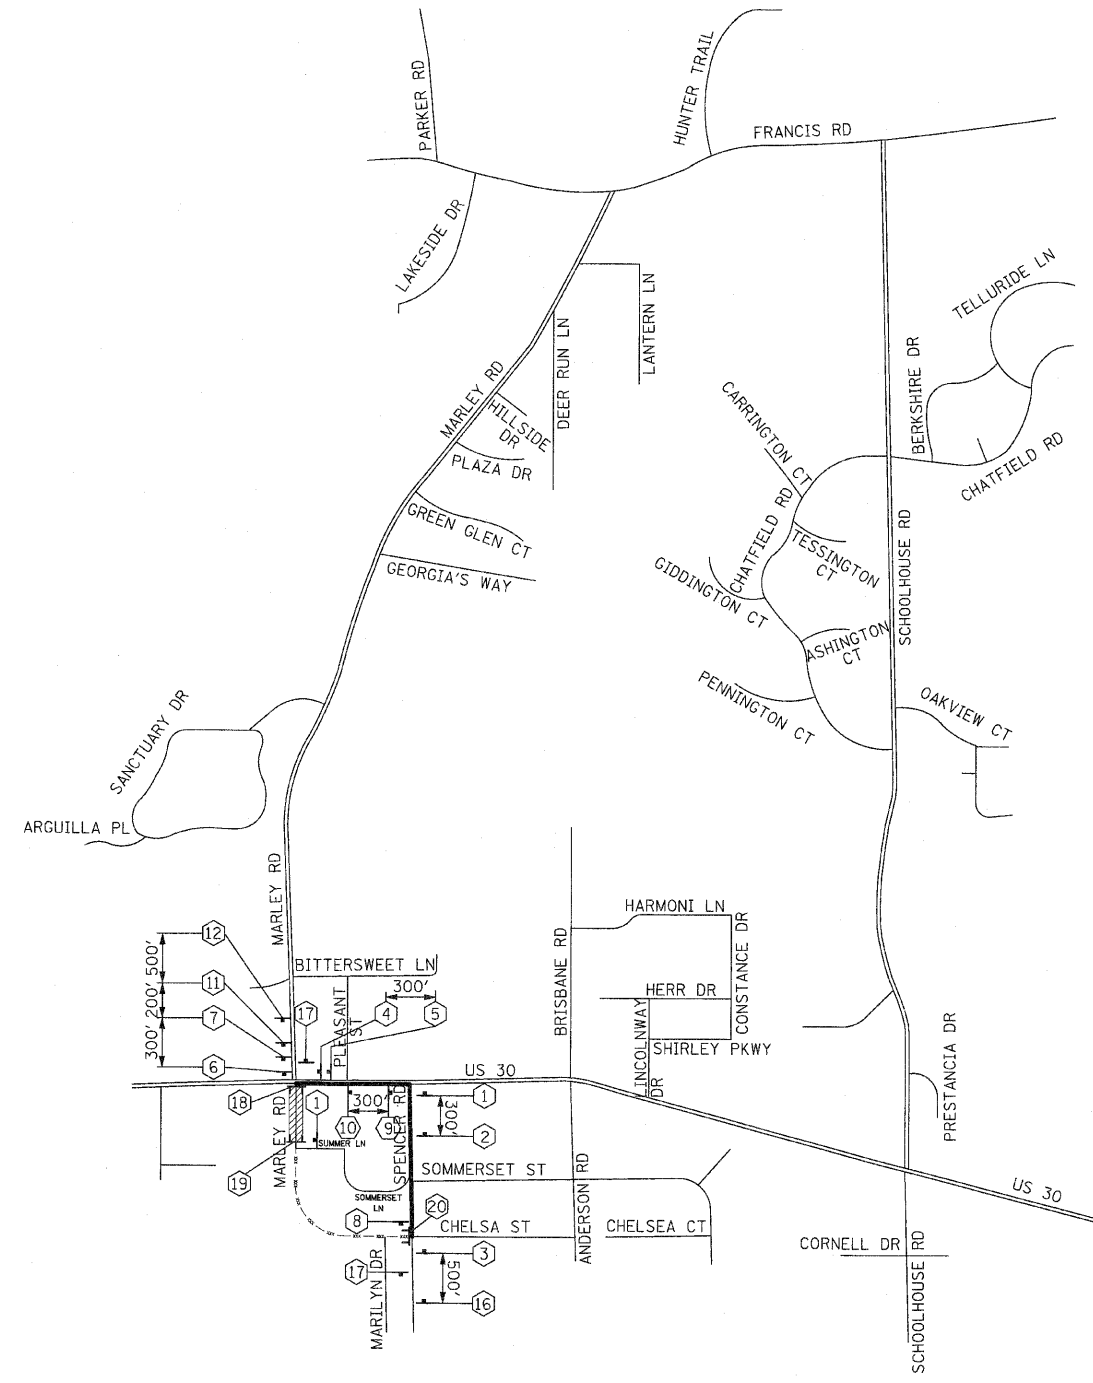 PARKER RD
HUNTER TRAIL
FRANCIS RD
LAKESIDE DR
TELLURIDE LN
LANTERN LN
DEER RUN LN
MARLEY RD
BERKSHIRE DR
CARRINGTON CT
HILLSIDE
DR
PLAZA DR
CHATFIELD RD
CHATFIELD RD
GREEN GLEN CT
TESSINGTON
CT
SCHOOLHOUSE RD
GEORGIA'S WAY
GIDDINGTON CT
ASHINGTON
CT
PENNINGTON CT
OAKVIEW CT
SANCTUARY DR
ARGUILLA PL
MARLEY RD
HARMONI LN
CONSTANCE DR
BRISBANE RD
12
500'
11
200'
7
300'
6
BITTERSWEET LN
17
PLEASANT
ST
300'
4
5
HERR DR
LINCOLNWAY
DR
SHIRLEY PKWY
PRESTANCIA DR
US 30
18
MARLEY RD
1
SUMMER LN
300'
10
9
SPENCER RD
1
300'
2
19
SOMMERSET
LN
SOMMERSET ST
ANDERSON RD
US 30
8
20
CHELSA ST
CHELSEA CT
CORNELL DR
SCHOOLHOUSE RD
17
MARILYN DR
3
500'
16